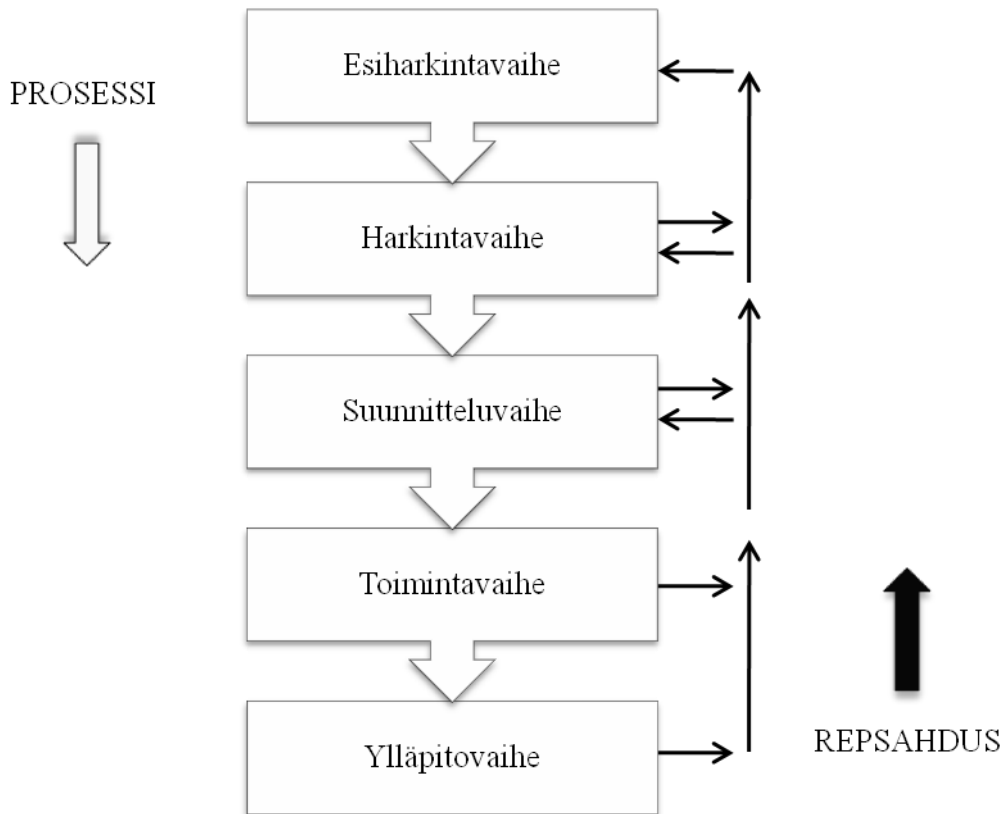 Esiharkintavaihe
PROSESSI
Harkintavaihe
Suunnitteluvaihe
Toimintavaihe
REPSAHDUS
Ylläpitovaihe